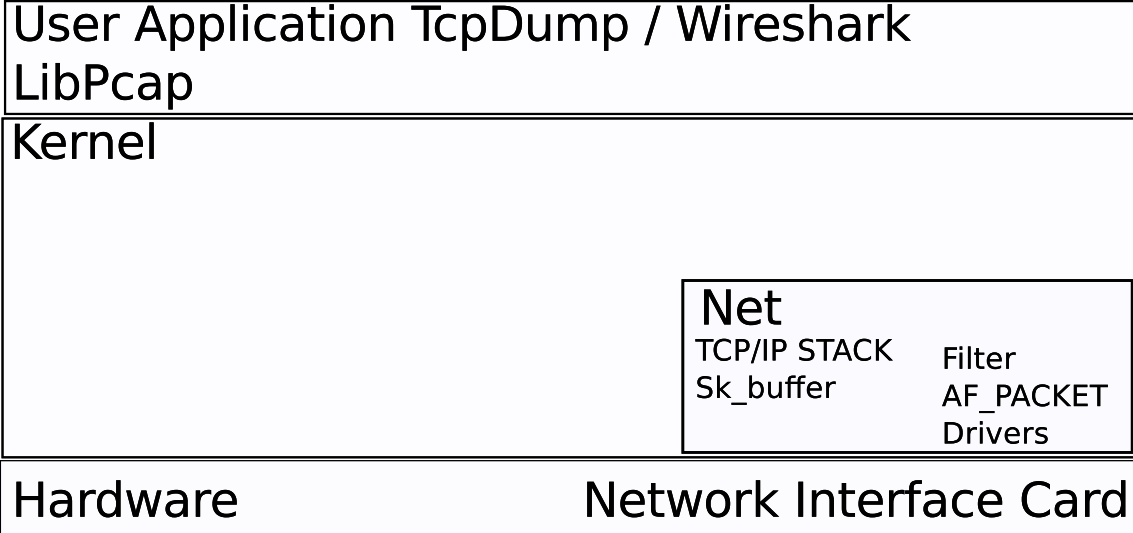 User Application TcpDump / Wireshark
LibPcap
Kernel
Net
TCP/IP STACK
Sk_buffer
Filter
AF_PACKET
Drivers
Hardware
Network Interface Card